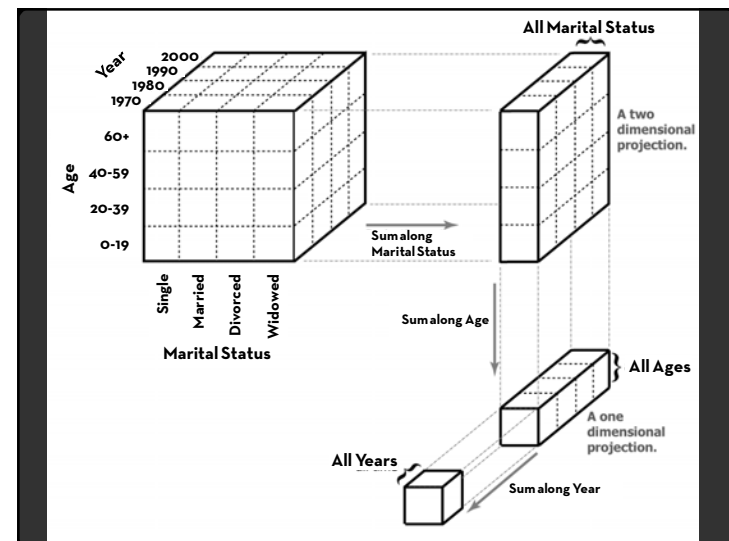 All Marital Status
Year
2000
1990
1980
1970
A two
dimensional
projection.
Age
60+
40-59
20-39
0-19
Sum along
Marital Status
Single
Married
Divorced
Widowed
Marital Status
Sum along Age
All Ages
A one
dimensional
projection.
All Years
Sum along Year